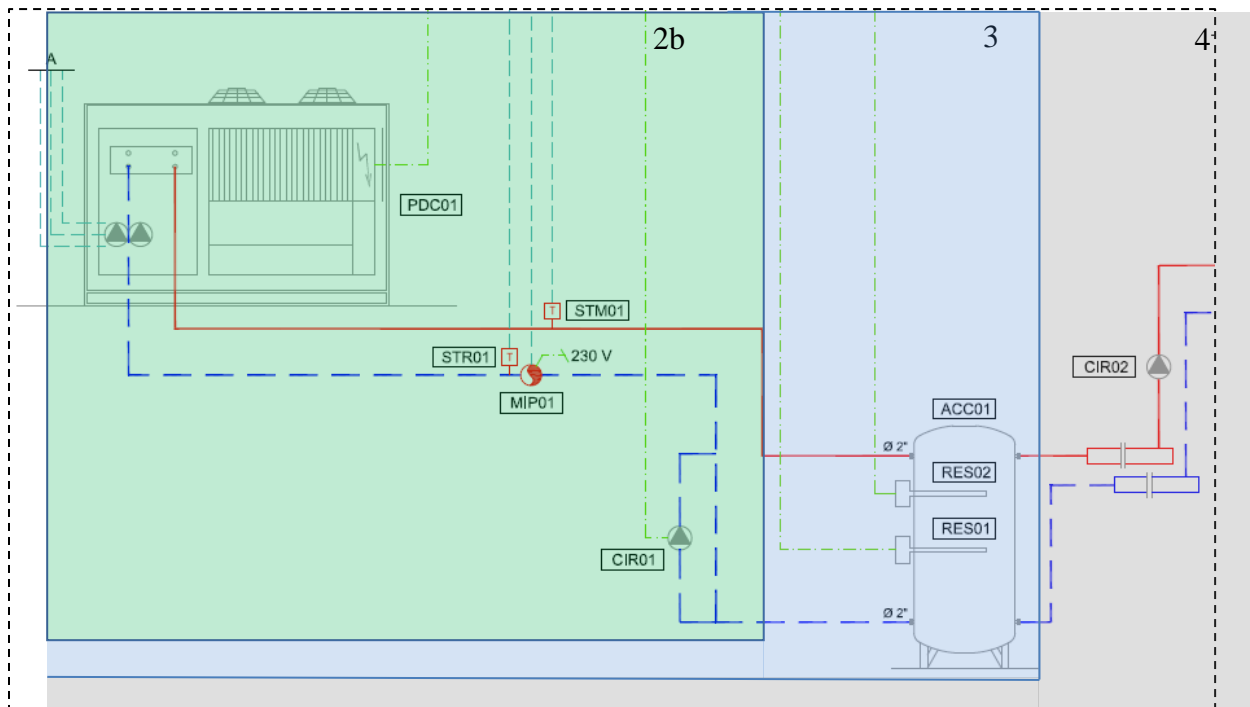 2b
3
4
A
PDC01
STM01
STR01
230 V
MIP01
CIR02
ACC01
Ø 2"
RES02
RES01
CIR01
Ø 2"
T
T